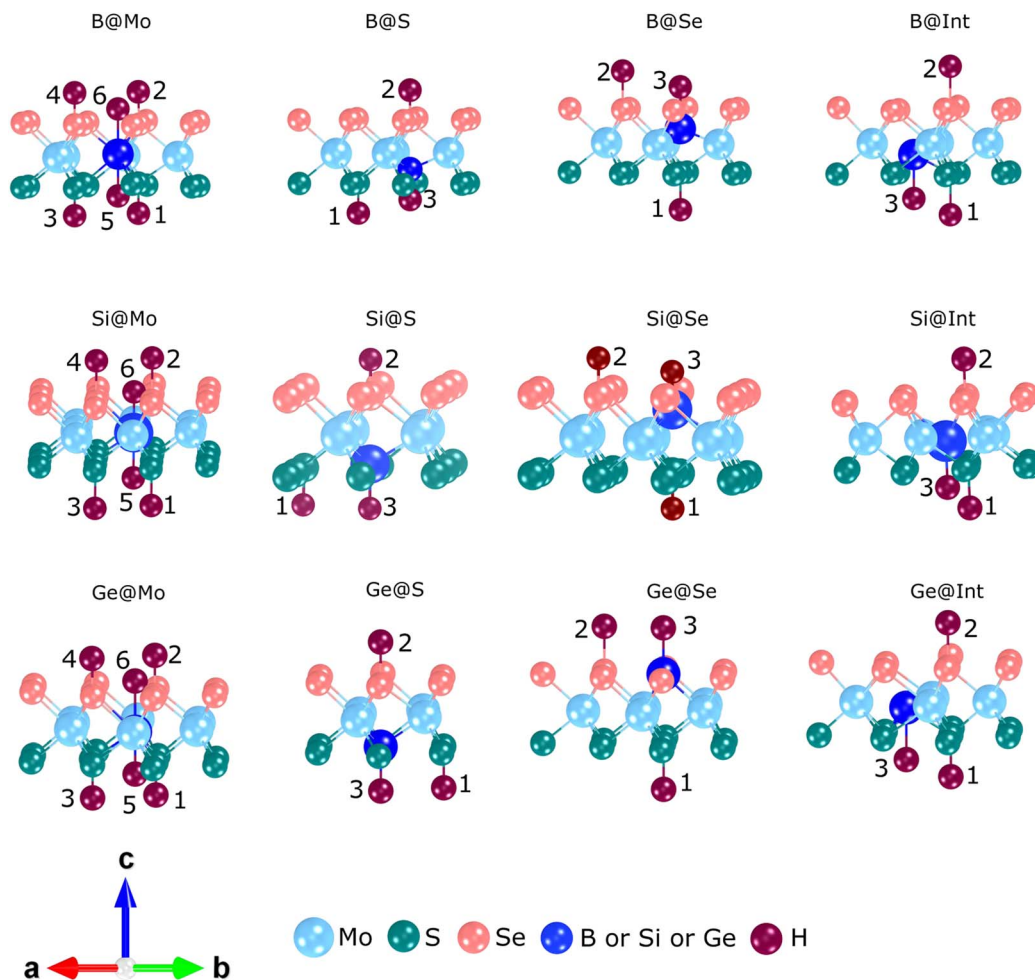 B@Mo B@S B@Se B@Int
4 6 2 2 2 3 2
3 5 1 1 3 1 3 1
Si@Mo Si@S Si@Se Si@Int
4 6 2 2 2 3 2
3 5 1 1 3 1 3 1
Ge@Mo Ge@S Ge@Se Ge@Int
4 6 2 2 2 3 2
3 5 1 3 1 1 3 1
c
a b
Mo S Se B or Si or Ge H